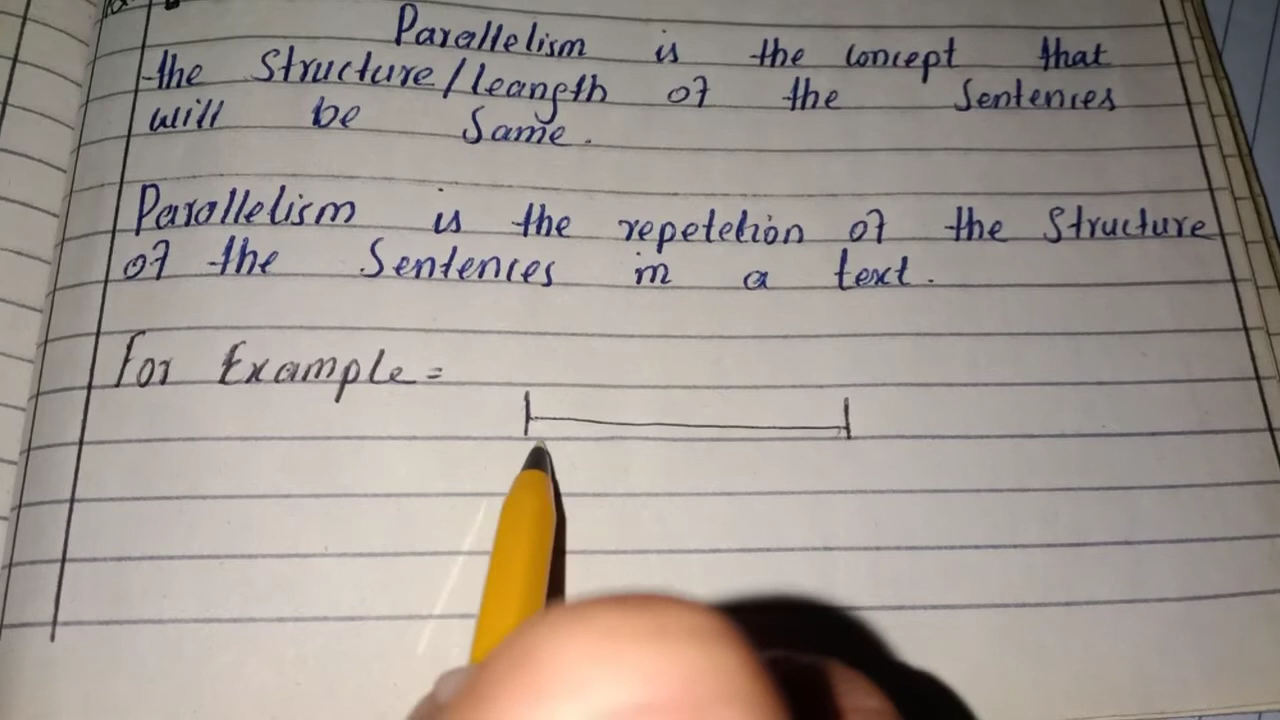 Parallelism is the concept that
the Structure/leangth of the Sentences
will be Same.
Parallelism is the repetetion of the Structure
of the Sentences in a text.
For Example=